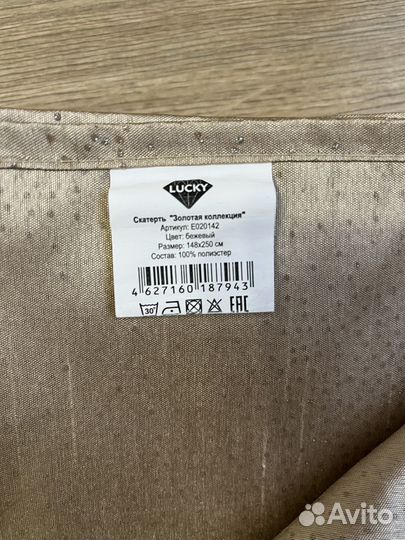 LUCKY
Скатерть "Золотая коллекция"
Артикул: E020142
Цвет: бежевый
Размер: 148x250 см
Состав: 100% полиэстер
4 627160 187943
30° EAC
Avito